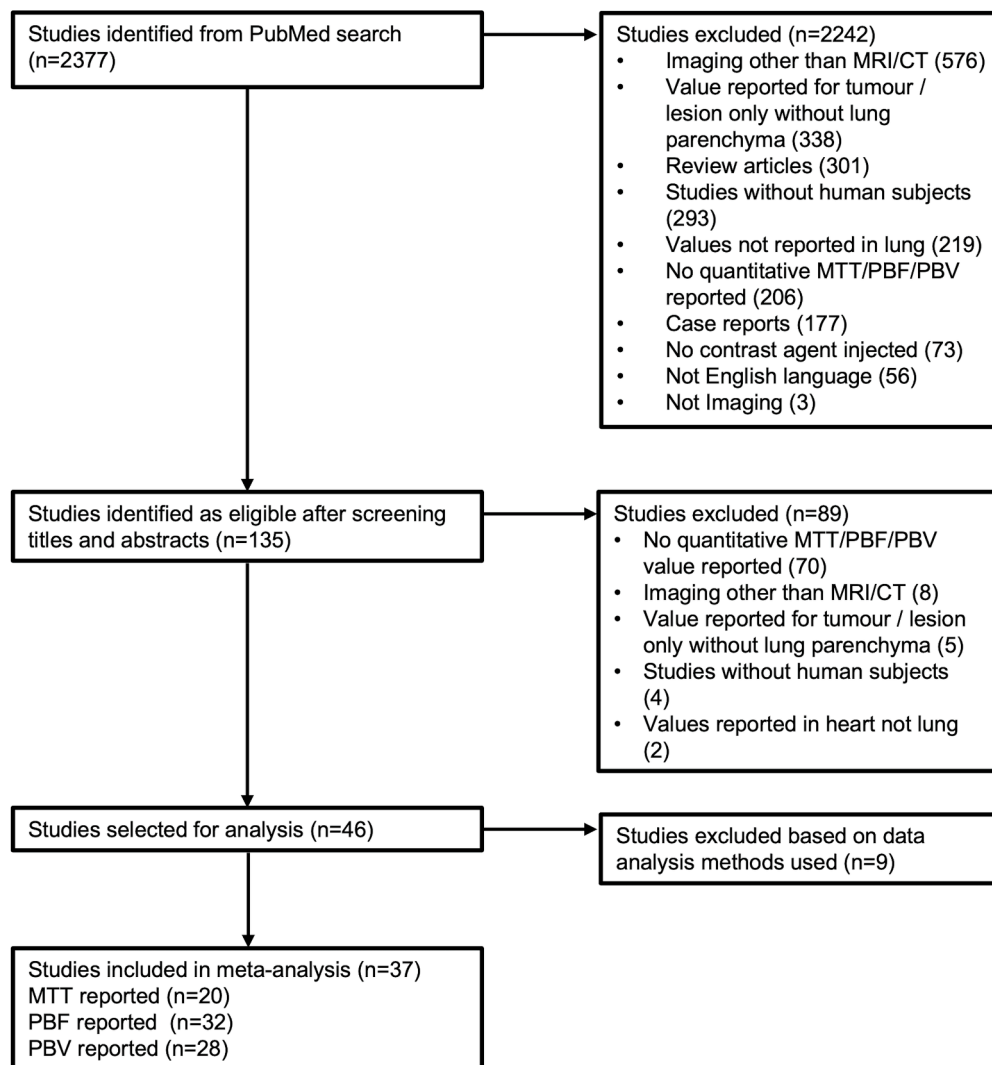 Studies identified from PubMed search
(n=2377)
Studies excluded (n=2242)
• Imaging other than MRI/CT (576)
• Value reported for tumour /
lesion only without lung
parenchyma (338)
• Review articles (301)
• Studies without human subjects
(293)
• Values not reported in lung (219)
• No quantitative MTT/PBF/PBV
reported (206)
• Case reports (177)
• No contrast agent injected (73)
• Not English language (56)
• Not Imaging (3)
Studies identified as eligible after screening
titles and abstracts (n=135)
Studies excluded (n=89)
• No quantitative MTT/PBF/PBV
value reported (70)
• Imaging other than MRI/CT (8)
• Value reported for tumour / lesion
only without lung parenchyma (5)
• Studies without human subjects
(4)
• Values reported in heart not lung
(2)
Studies selected for analysis (n=46)
Studies excluded based on data
analysis methods used (n=9)
Studies included in meta-analysis (n=37)
MTT reported (n=20)
PBF reported (n=32)
PBV reported (n=28)